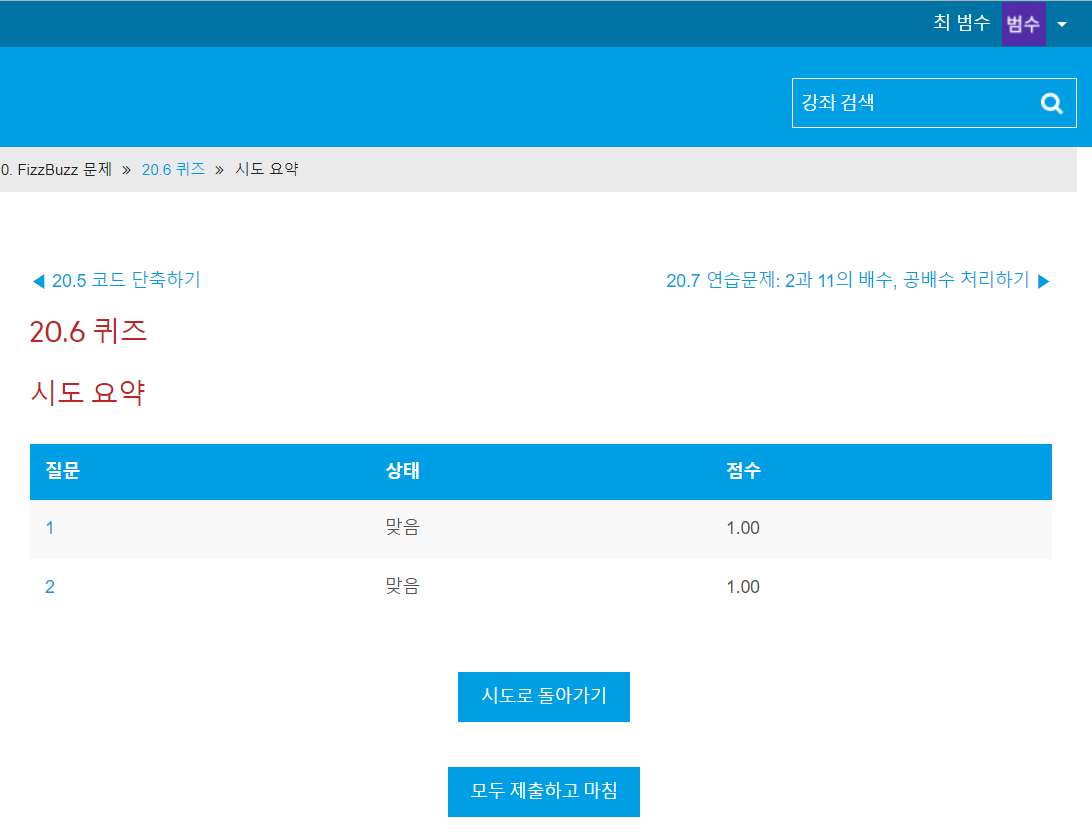 최 범수 범수
강좌 검색
0. FizzBuzz 문제 » 20.6 퀴즈 » 시도 요약
◀ 20.5 코드 단축하기 20.7 연습문제: 2과 11의 배수, 공배수 처리하기 ▶
20.6 퀴즈
시도 요약
질문 상태 점수
1 맞음 1.00
2 맞음 1.00
시도로 돌아가기
모두 제출하고 마침